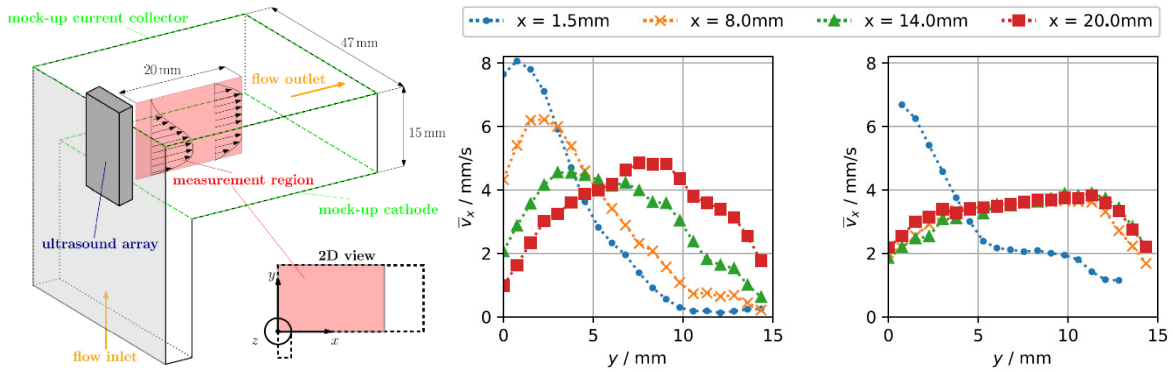 mock-up current collector
47 mm
20 mm
flow outlet
15 mm
measurement region
mock-up cathode
ultrasound array
2D view
y
z
x
flow inlet
x = 1.5mm
x = 8.0mm
x = 14.0mm
x = 20.0mm
8
6
4
2
0
v̅ₓ / mm/s
0
5
10
15
y / mm
8
6
4
2
0
v̅ₓ / mm/s
0
5
10
15
y / mm